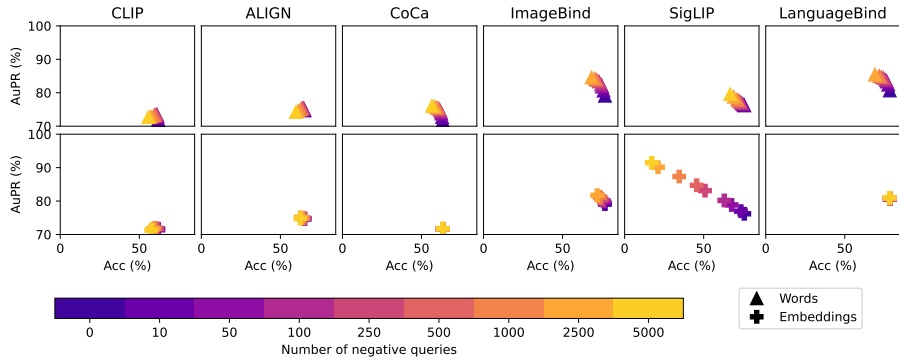 CLIP ALIGN CoCa ImageBind SigLIP LanguageBind
100
90
80
70
AuPR (%)
100
90
80
70
AuPR (%)
0 50 0 50 0 50 0 50 0 50 0 50
Acc (%) Acc (%) Acc (%) Acc (%) Acc (%) Acc (%)
0 10 50 100 250 500 1000 2500 5000
Number of negative queries
Words
Embeddings